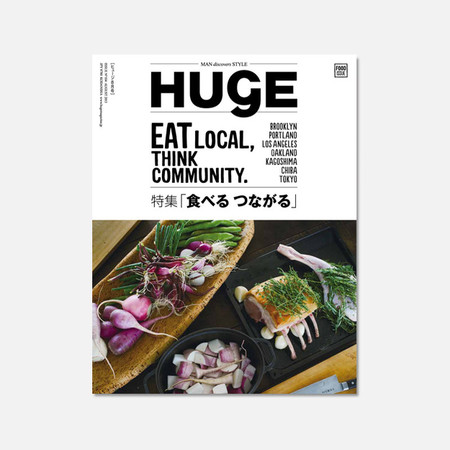 MAN discovers STYLE
FOOD
ISSUE
HUgE
EAT LOCAL,
THINK
COMMUNITY.
BROOKLYN
PORTLAND
LOS ANGELES
OAKLAND
KAGOSHIMA
CHIBA
TOKYO
特集「食べる つながる」